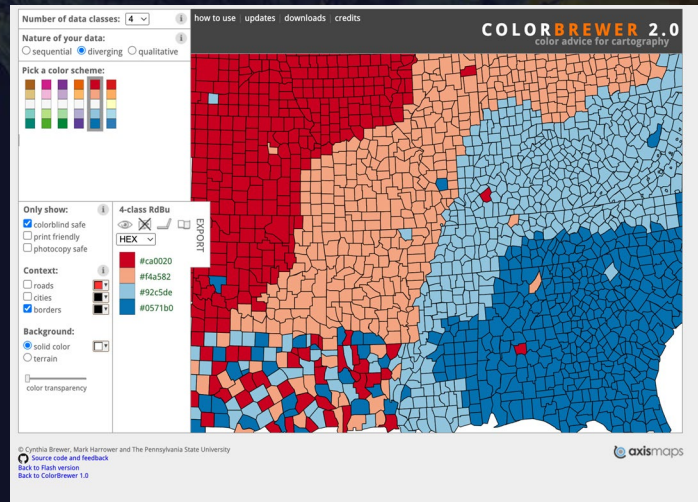 Number of data classes: 4 i
how to use | updates | downloads | credits
COLORBREWER 2.0
color advice for cartography
Nature of your data: i
sequential diverging qualitative
Pick a color scheme:
Only show: i
colorblind safe
print friendly
photocopy safe
Context: i
roads
cities
borders
Background:
solid color
terrain
color transparency
4-class RdBu
EXPORT
HEX
#ca0020
#f4a582
#92c5de
#0571b0
© Cynthia Brewer, Mark Harrower and The Pennsylvania State University
Source code and feedback
Back to Flash version
Back to ColorBrewer 1.0
axismaps